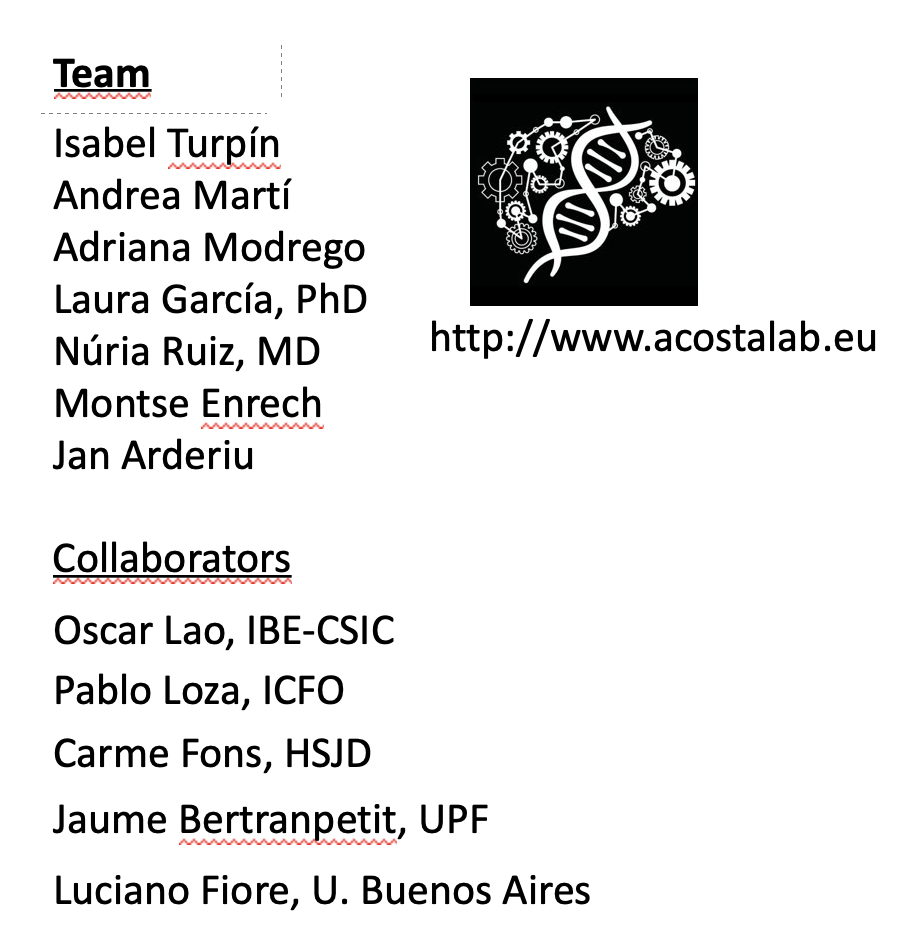 Team
Isabel Turpín
Andrea Martí
Adriana Modrego
Laura García, PhD
Núria Ruiz, MD
Montse Enrech
Jan Arderiu
http://www.acostalab.eu
Collaborators
Oscar Lao, IBE-CSIC
Pablo Loza, ICFO
Carme Fons, HSJD
Jaume Bertranpetit, UPF
Luciano Fiore, U. Buenos Aires